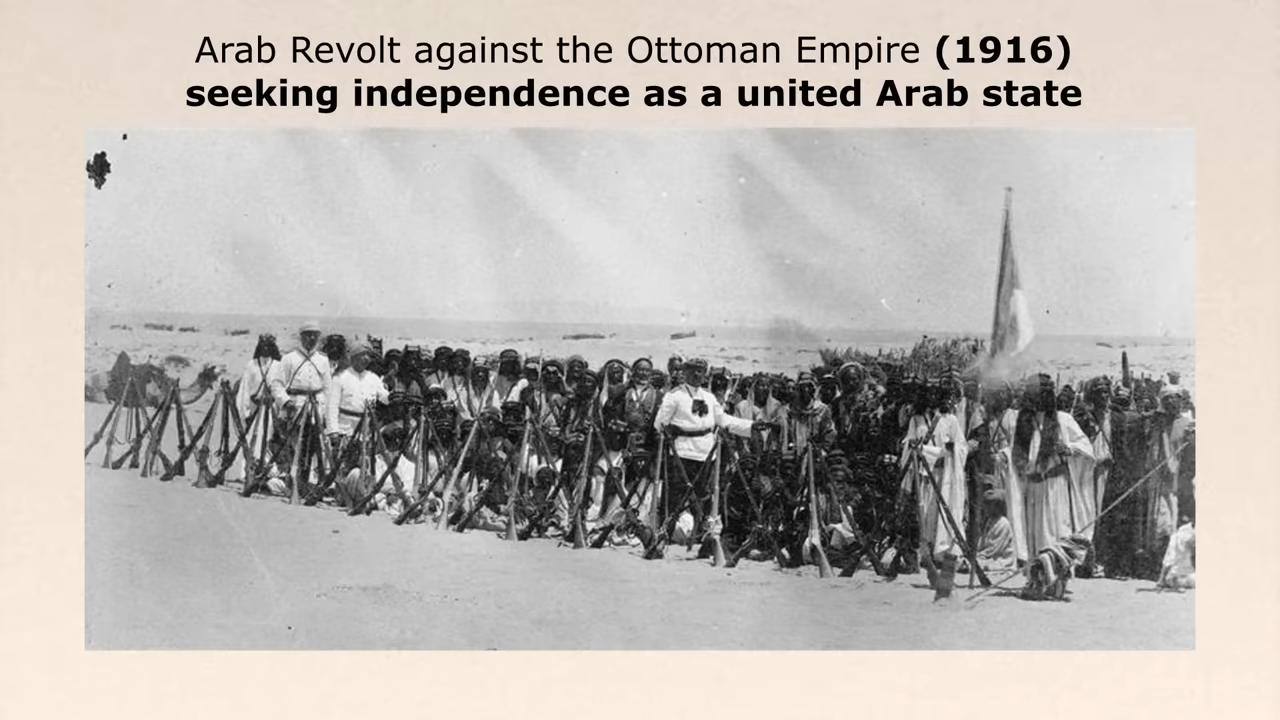 Arab Revolt against the Ottoman Empire (1916)
seeking independence as a united Arab state